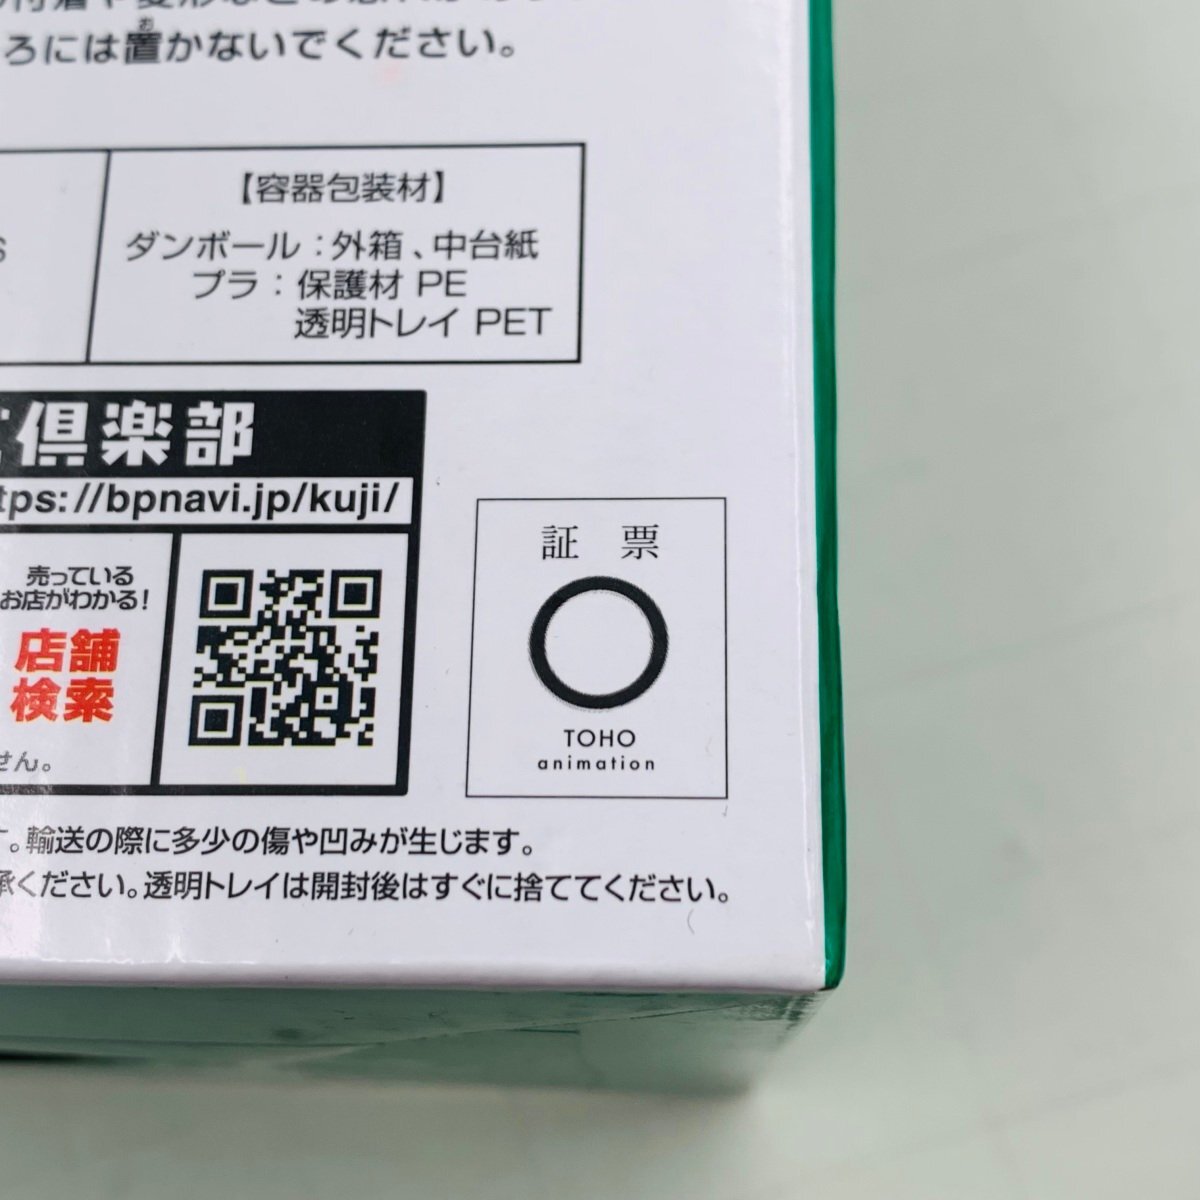 ろには置かないでください。
お
【容器包装材】
ダンボール：外箱、中台紙
プラ：保護材 PE
透明トレイ PET
S
倶楽部
tps://bpnavi.jp/kuji/
売っている
お店がわかる!
店舗
検索
せん。
証 票
TOHO
animation
す。輸送の際に多少の傷や凹みが生じます。
承ください。透明トレイは開封後はすぐに捨ててください。